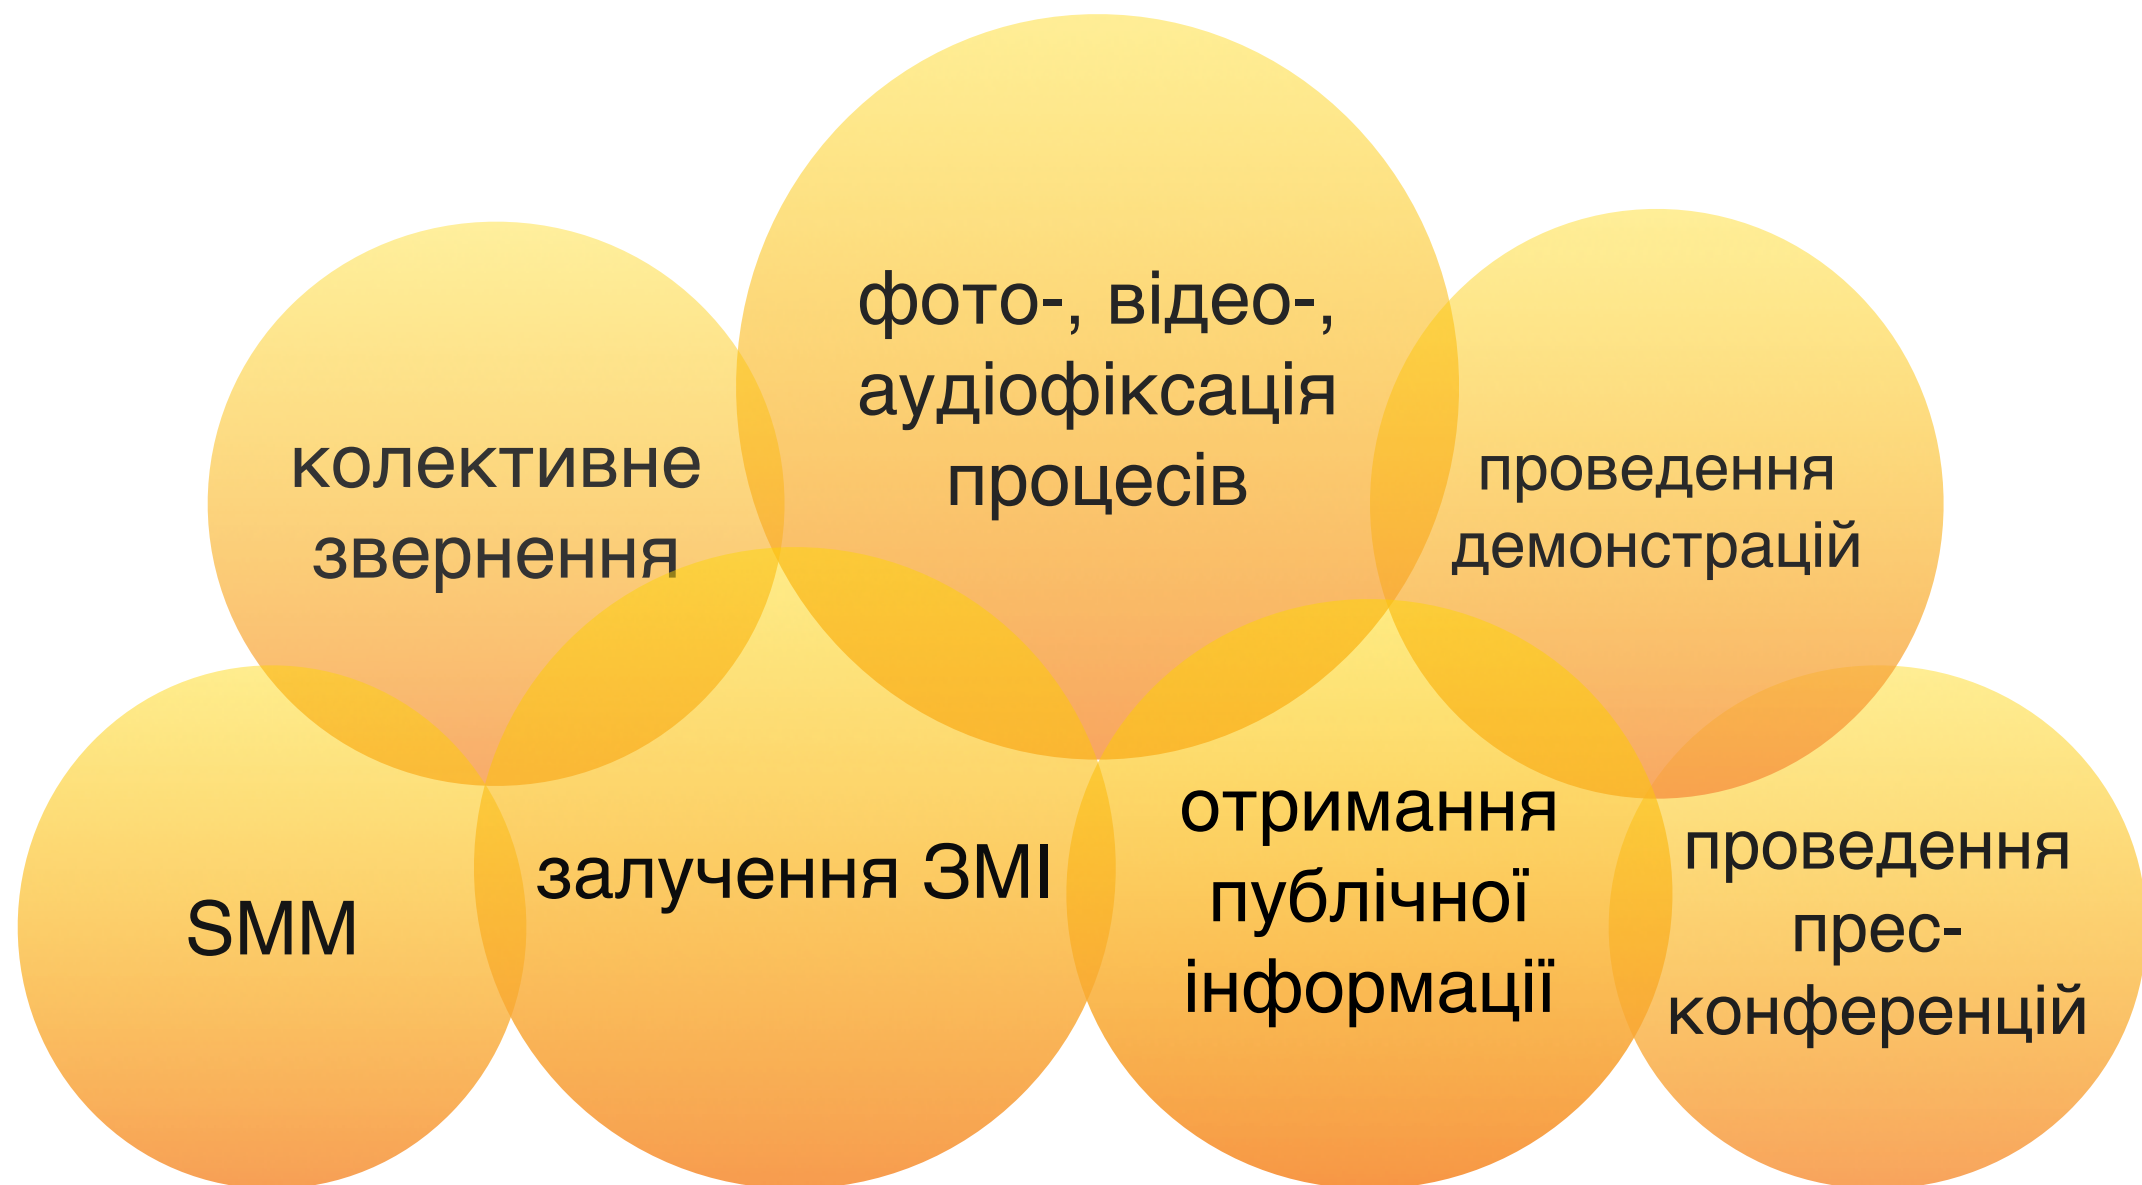 фото-, відео-,
аудіофіксація
процесів
колективне
звернення
проведення
демонстрацій
SMM
залучення ЗМІ
отримання
публічної
інформації
проведення
прес-
конференцій